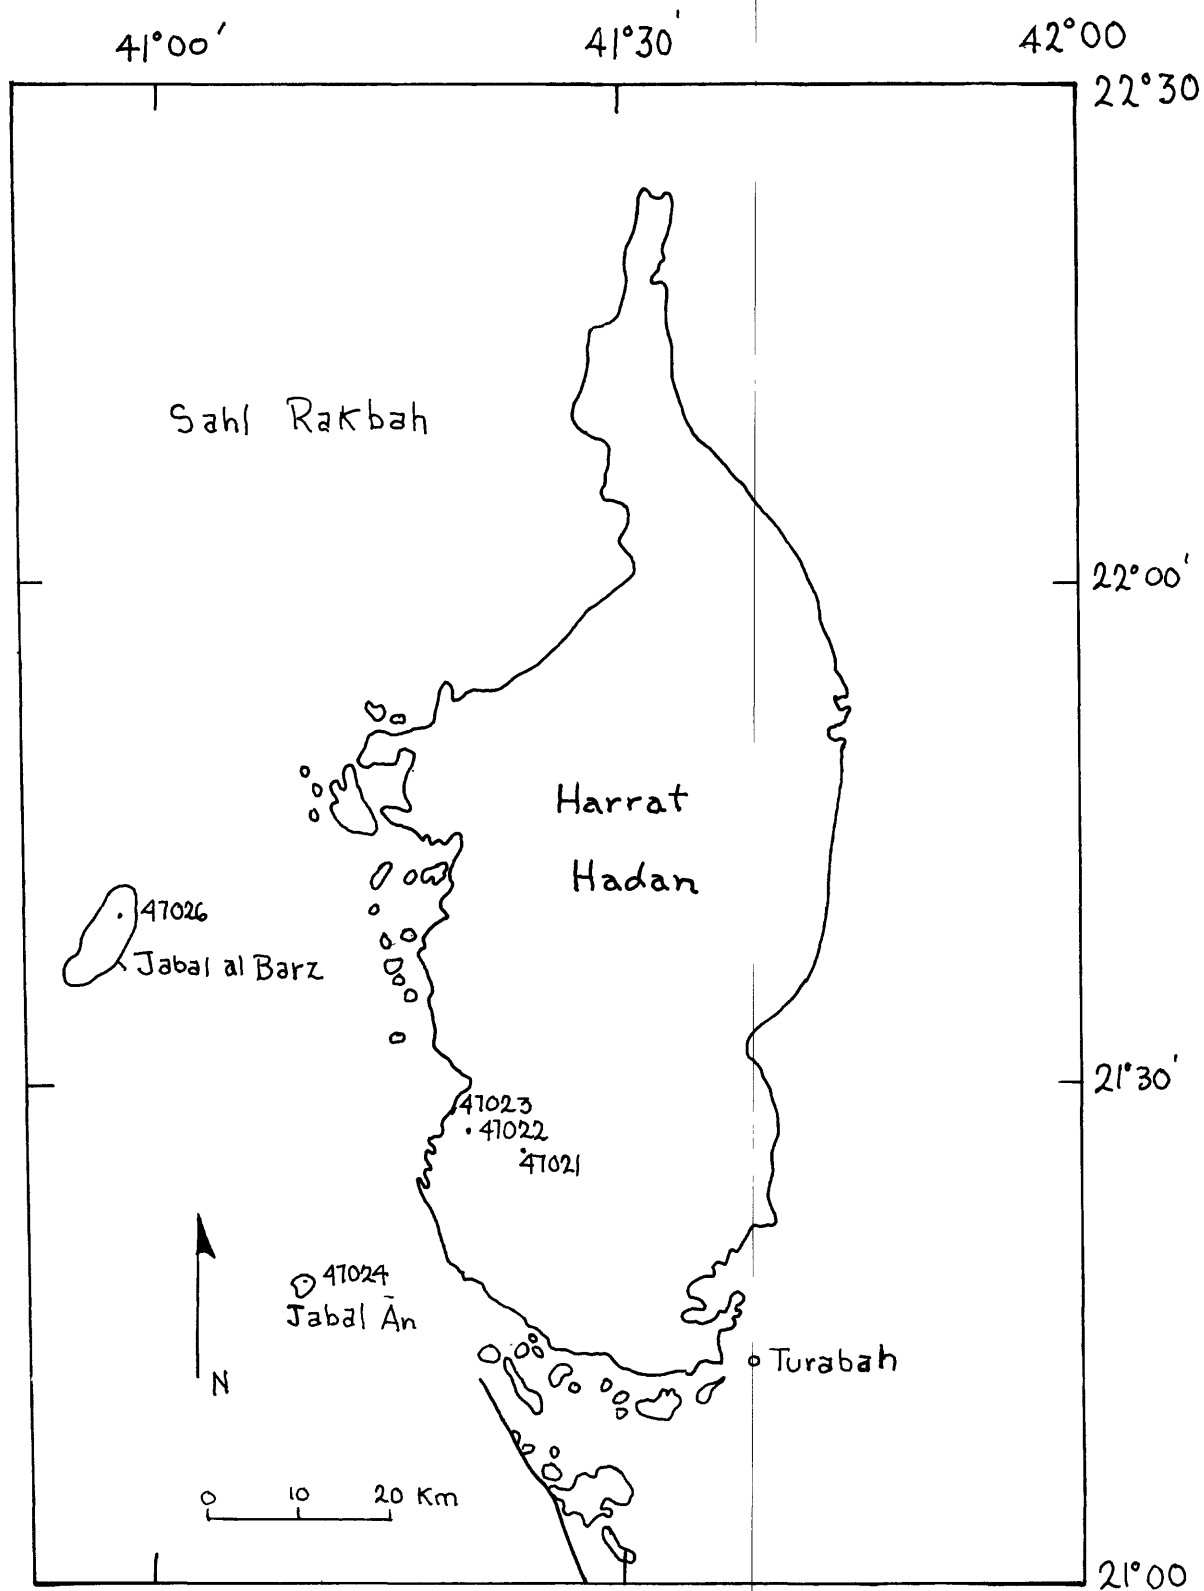 41°00′
41°30′
42°00
22°30
Sahl Rakbah
22°00′
Harrat
Hadan
47026
Jabal al Barz
21°30′
47023
47022
47021
47024
Jabal Ān
Turabah
N
0 10 20 Km
21°00